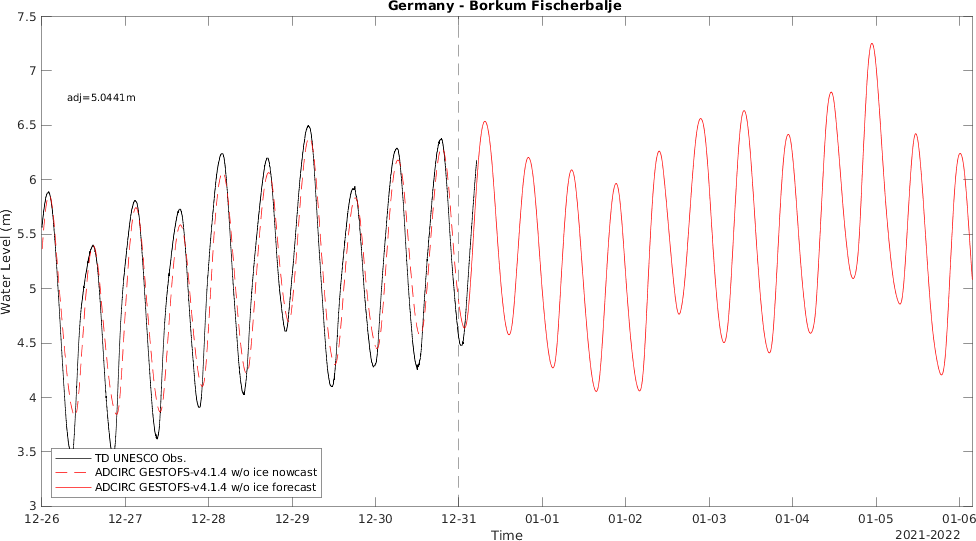 Germany - Borkum Fischerbalje
7.5
7
6.5
6
5.5
5
4.5
4
3.5
3
Water Level (m)
adj=5.0441m
TD UNESCO Obs.
ADCIRC GESTOFS-v4.1.4 w/o ice nowcast
ADCIRC GESTOFS-v4.1.4 w/o ice forecast
12-26 12-27 12-28 12-29 12-30 12-31 01-01 01-02 01-03 01-04 01-05 01-06
Time
2021-2022